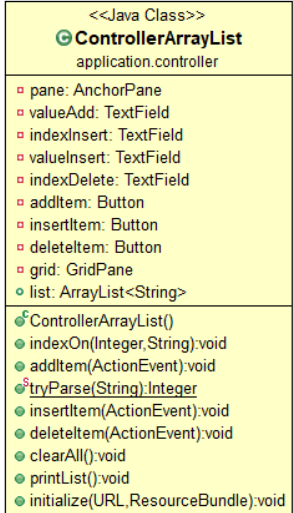 <<Java Class>>
ControllerArrayList
application.controller
pane: AnchorPane
valueAdd: TextField
indexInsert: TextField
valueInsert: TextField
indexDelete: TextField
addItem: Button
insertItem: Button
deleteItem: Button
grid: GridPane
list: ArrayList<String>
ControllerArrayList()
indexOn(Integer,String):void
addItem(ActionEvent):void
tryParse(String):Integer
insertItem(ActionEvent):void
deleteItem(ActionEvent):void
clearAll():void
printList():void
initialize(URL,ResourceBundle):void